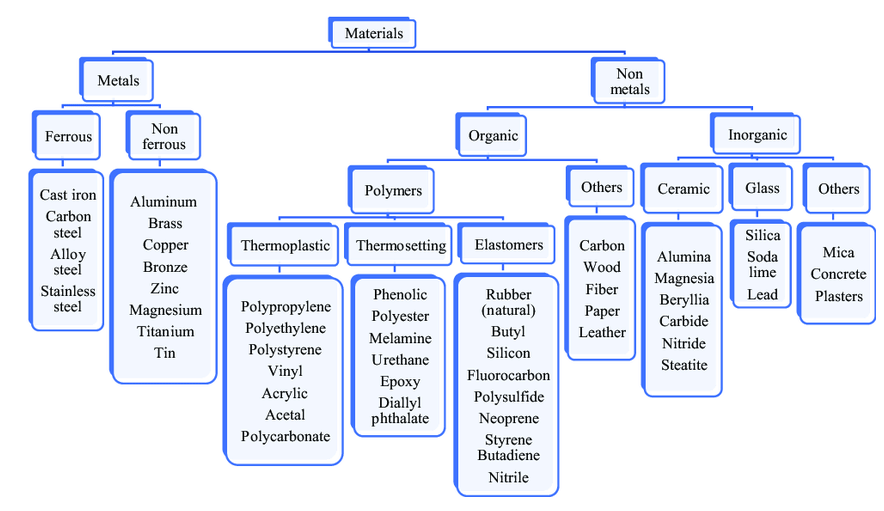 Materials
Metals
Non
metals
Ferrous
Non
ferrous
Organic
Inorganic
Polymers
Others
Ceramic
Glass
Others
Cast iron
Carbon
steel
Alloy
steel
Stainless
steel
Aluminum
Brass
Copper
Bronze
Zinc
Magnesium
Titanium
Tin
Thermoplastic
Thermosetting
Elastomers
Polypropylene
Polyethylene
Polystyrene
Vinyl
Acrylic
Acetal
Polycarbonate
Phenolic
Polyester
Melamine
Urethane
Epoxy
Diallyl
phthalate
Rubber
(natural)
Butyl
Silicon
Fluorocarbon
Polysulfide
Neoprene
Styrene
Butadiene
Nitrile
Carbon
Wood
Fiber
Paper
Leather
Alumina
Magnesia
Beryllia
Carbide
Nitride
Steatite
Silica
Soda
lime
Lead
Mica
Concrete
Plasters